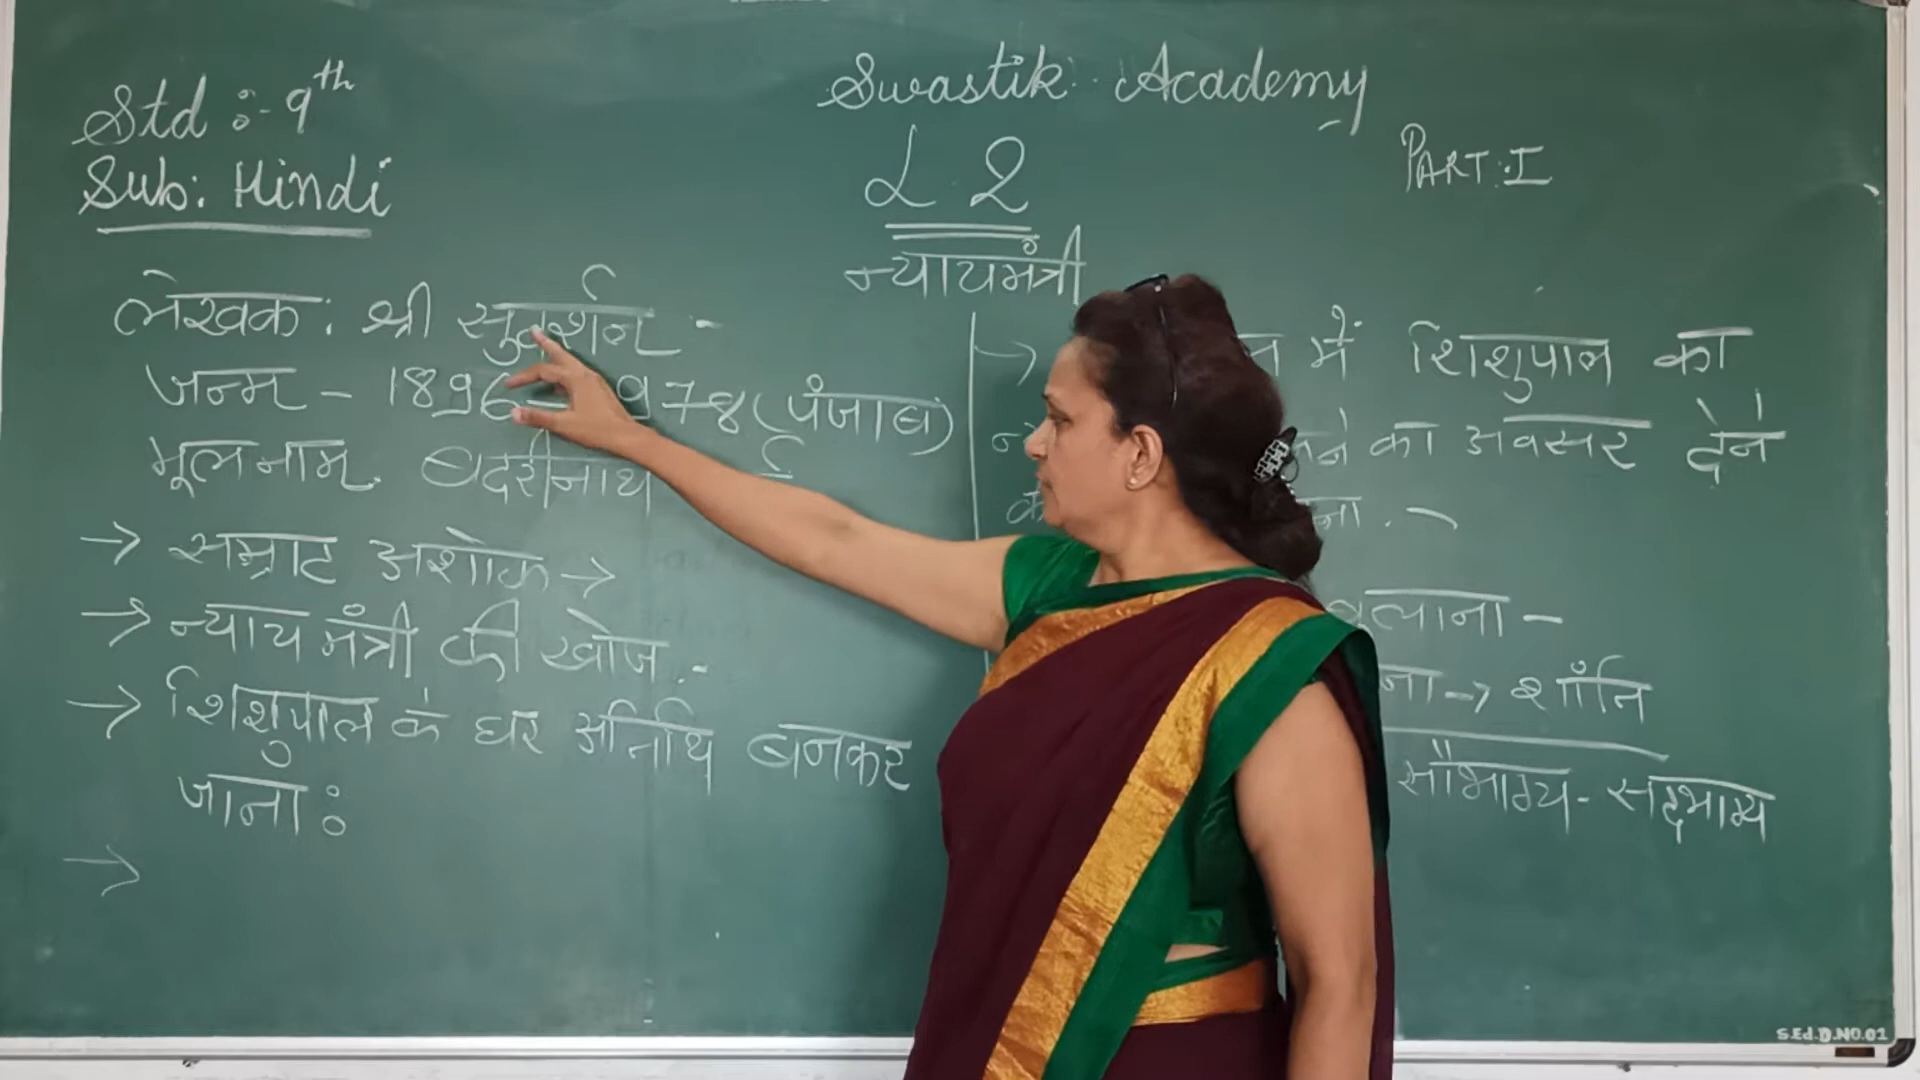 Std :- 9th
Sub: Hindi
Swastik Academy
L 2
PART: I
न्यायमंत्री
लेखक: श्री सुदर्शन -
जन्म - 1896 - 1978 (पंजाब)
मूलनाम. बदरीनाथ
→ सम्राट अशोक →
→ न्याय मंत्री की खोज.-
→ शिशुपाल के घर अतिथि बनकर
जाना:
→
→ में शिशुपाल का
का अवसर देने
बुलाना -
→ शाँति
सौभाग्य - सद्भाग्य
S.Ed.D.NO.01